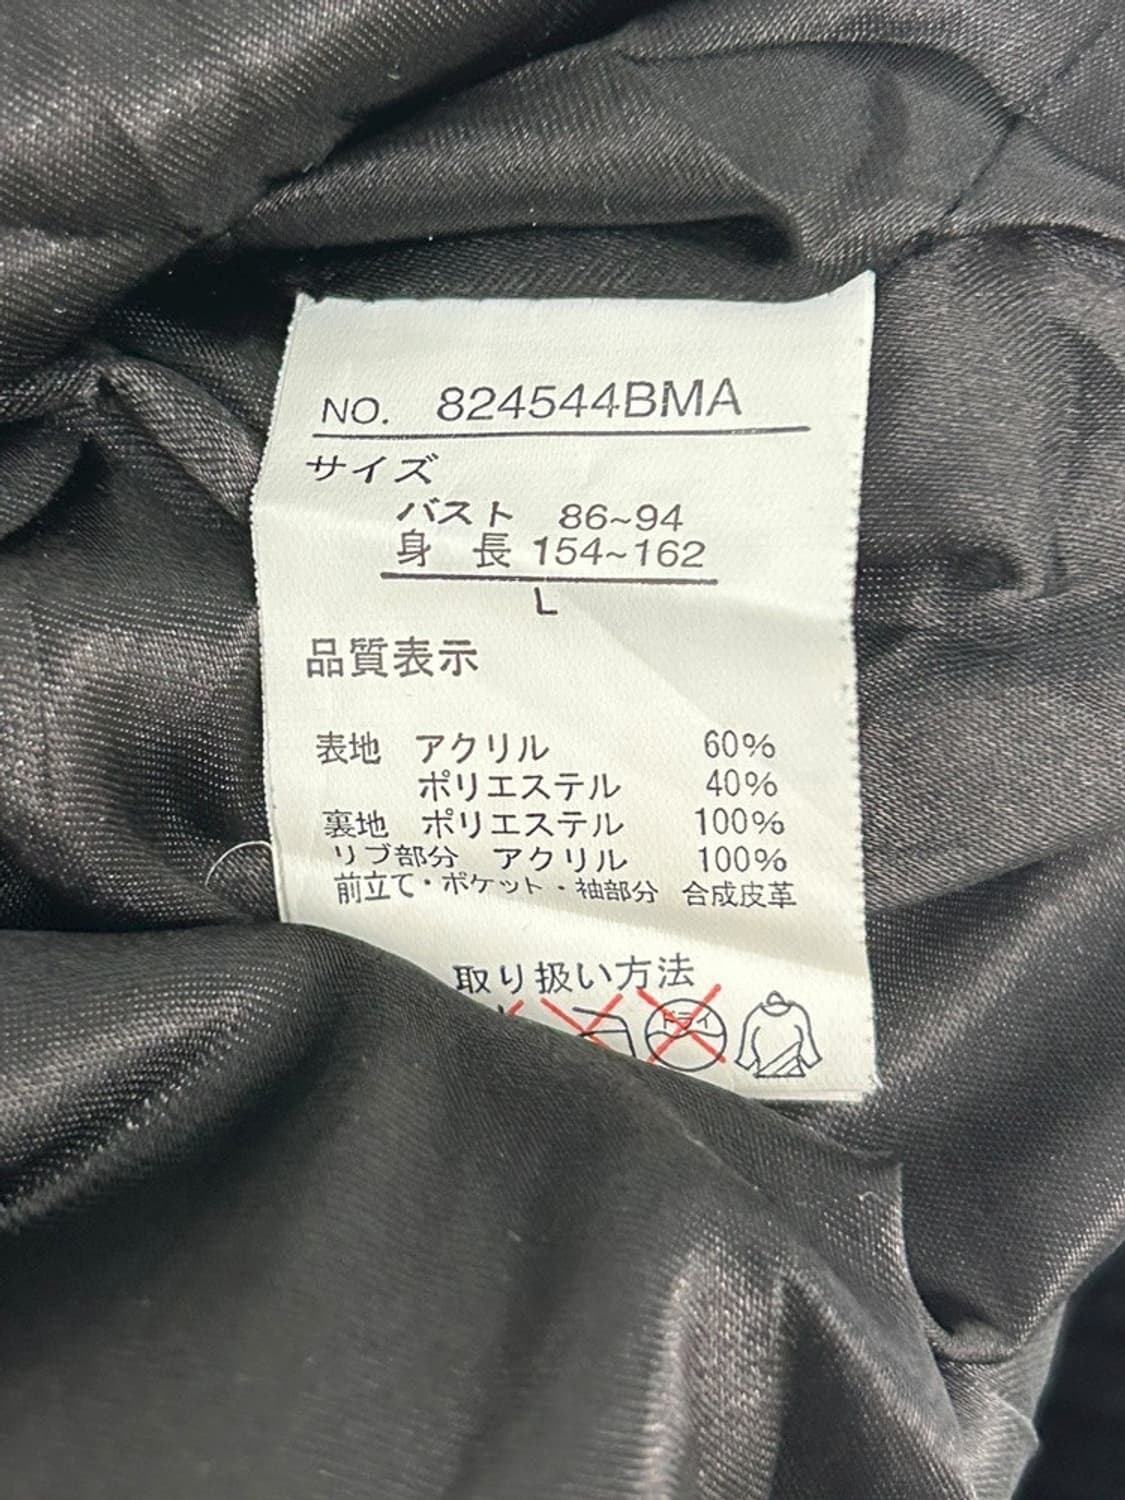 NO. 824544BMA
サイズ
バスト 86~94
身 長 154~162
L
品質表示
表地 アクリル 60%
ポリエステル 40%
裏地 ポリエステル 100%
リブ部分 アクリル 100%
前立て・ポケット・袖部分 合成皮革
取り扱い方法
ドライ